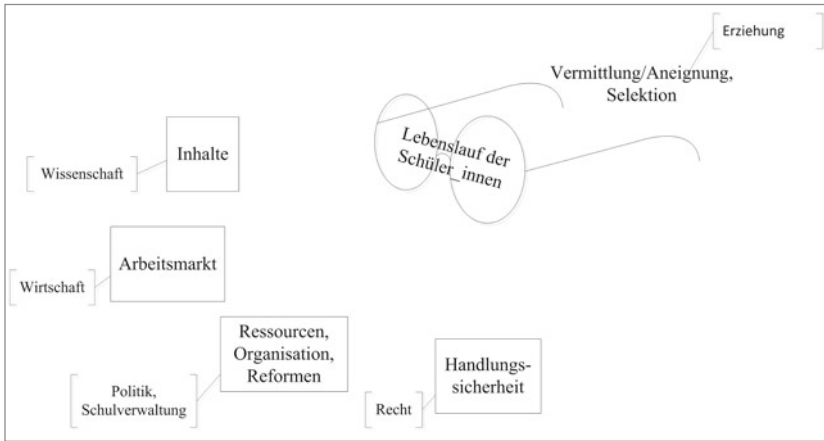 Erziehung
Vermittlung/Aneignung,
Selektion
Lebenslauf der
Schüler_innen
Inhalte
Wissenschaft
Arbeitsmarkt
Wirtschaft
Ressourcen,
Organisation,
Reformen
Politik,
Schulverwaltung
Handlungs-
sicherheit
Recht